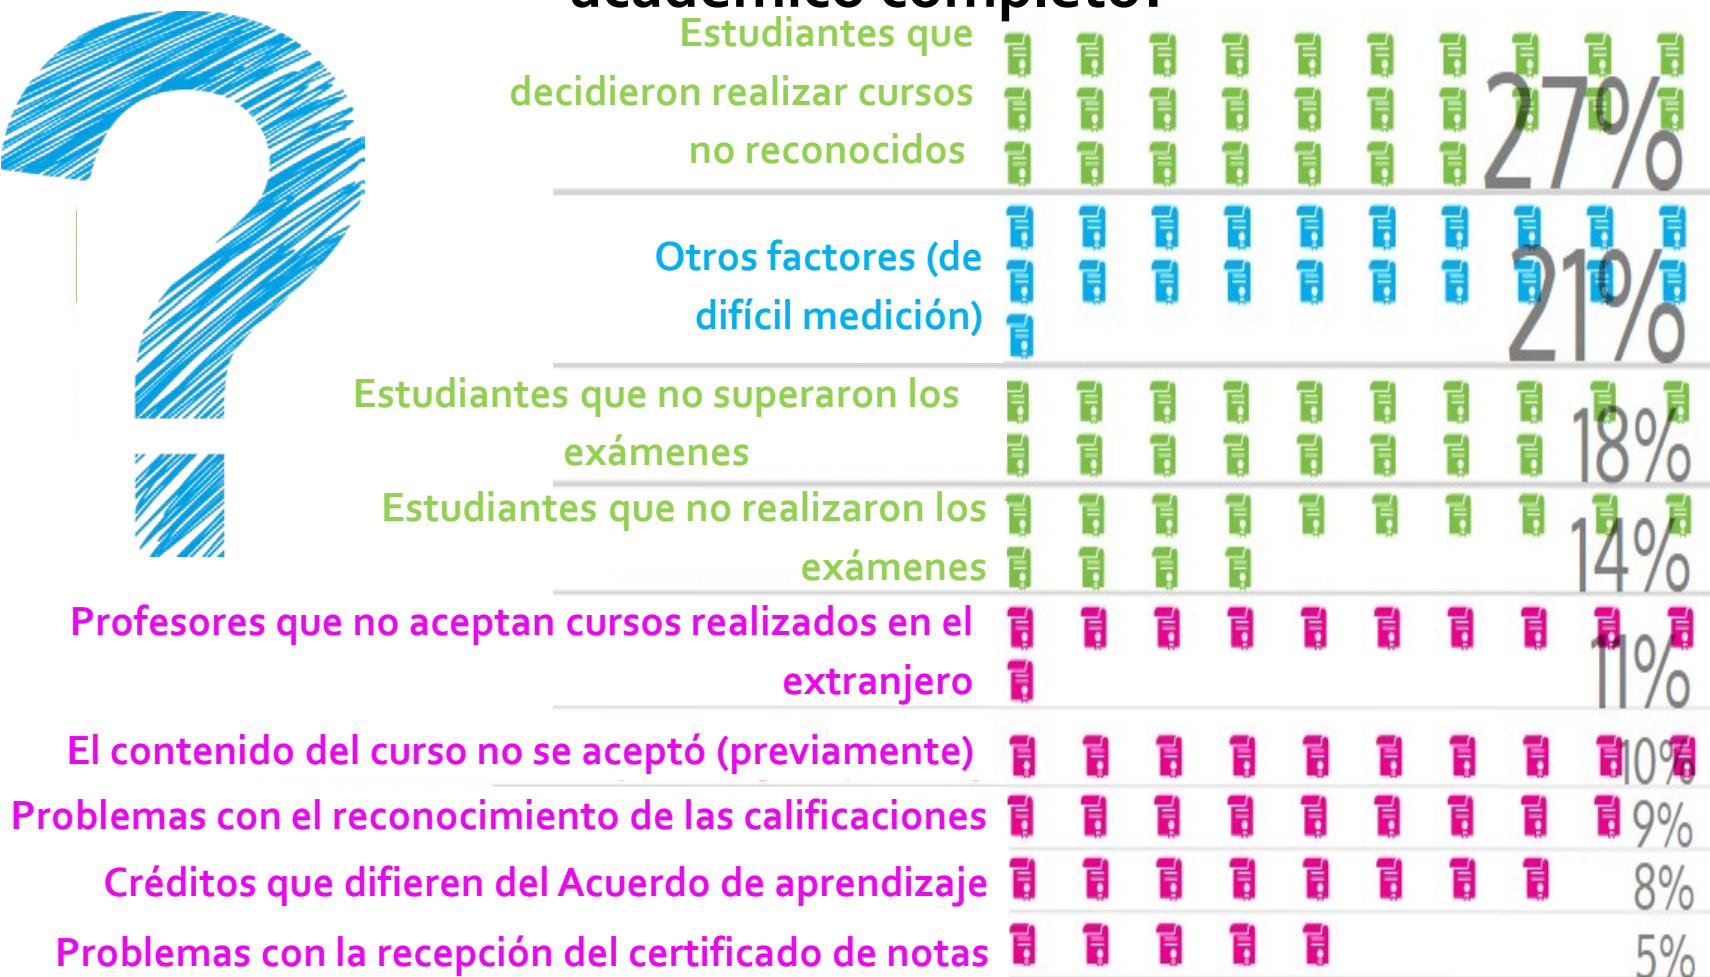 académico completo?
Estudiantes que
decidieron realizar cursos
no reconocidos
27%
Otros factores (de
difícil medición)
21%
Estudiantes que no superaron los
exámenes
18%
Estudiantes que no realizaron los
exámenes
14%
Profesores que no aceptan cursos realizados en el
extranjero
11%
El contenido del curso no se aceptó (previamente)
10%
Problemas con el reconocimiento de las calificaciones
9%
Créditos que difieren del Acuerdo de aprendizaje
8%
Problemas con la recepción del certificado de notas
5%